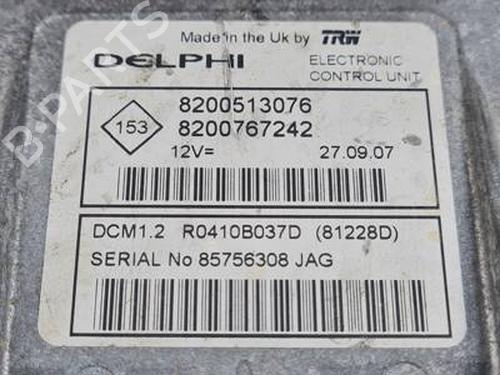 Made in the Uk by TRW
DELPHI
ELECTRONIC
CONTROL UNIT
153
8200513076
8200767242
12V=
27.09.07
DCM1.2 R0410B037D (81228D)
SERIAL No 85756308 JAG
B-PARTS